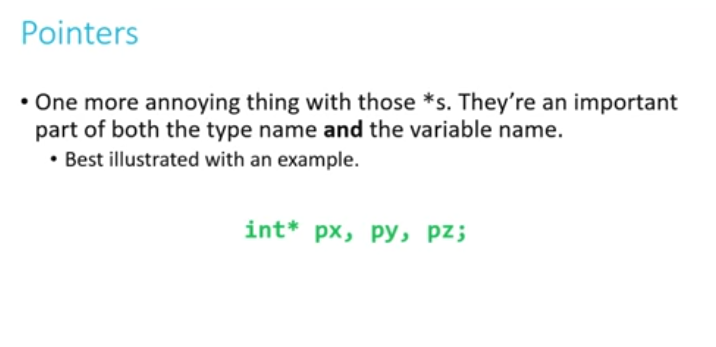 Pointers
• One more annoying thing with those *s. They're an important
part of both the type name and the variable name.
• Best illustrated with an example.
int* px, py, pz;